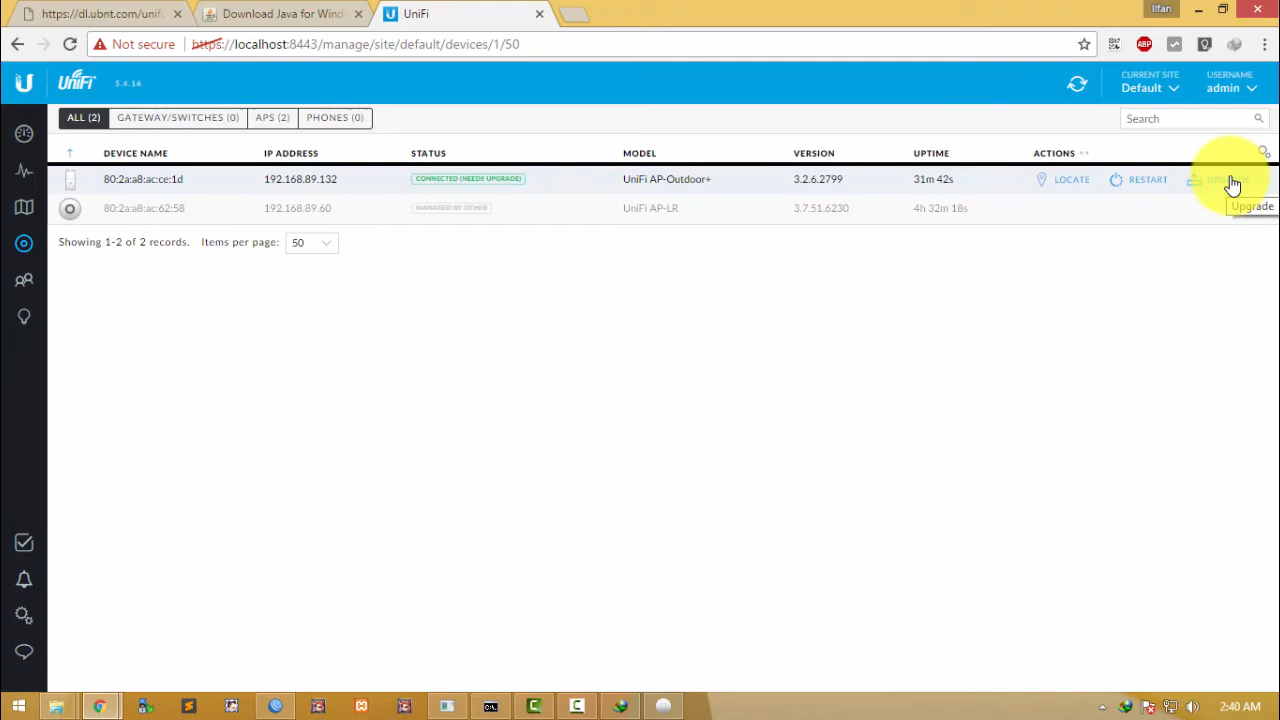 https://dl.ubnt.com/unifi
Download Java for Wind
UniFi
Ilfan
Not secure
https://localhost:8443/manage/site/default/devices/1/50
ABP
U
UniFi
5.4.16
CURRENT SITE
Default
USERNAME
admin
ALL (2)
GATEWAY/SWITCHES (0)
APS (2)
PHONES (0)
Search
DEVICE NAME
IP ADDRESS
STATUS
MODEL
VERSION
UPTIME
ACTIONS
80:2a:a8:ac:ce:1d
192.168.89.132
CONNECTED (NEEDS UPGRADE)
UniFi AP-Outdoor+
3.2.6.2799
31m 42s
LOCATE
RESTART
UPGRADE
80:2a:a8:ac:62:58
192.168.89.60
MANAGED BY OTHER
UniFi AP-LR
3.7.51.6230
4h 32m 18s
Upgrade
Showing 1-2 of 2 records.
Items per page:
50
2:40 AM